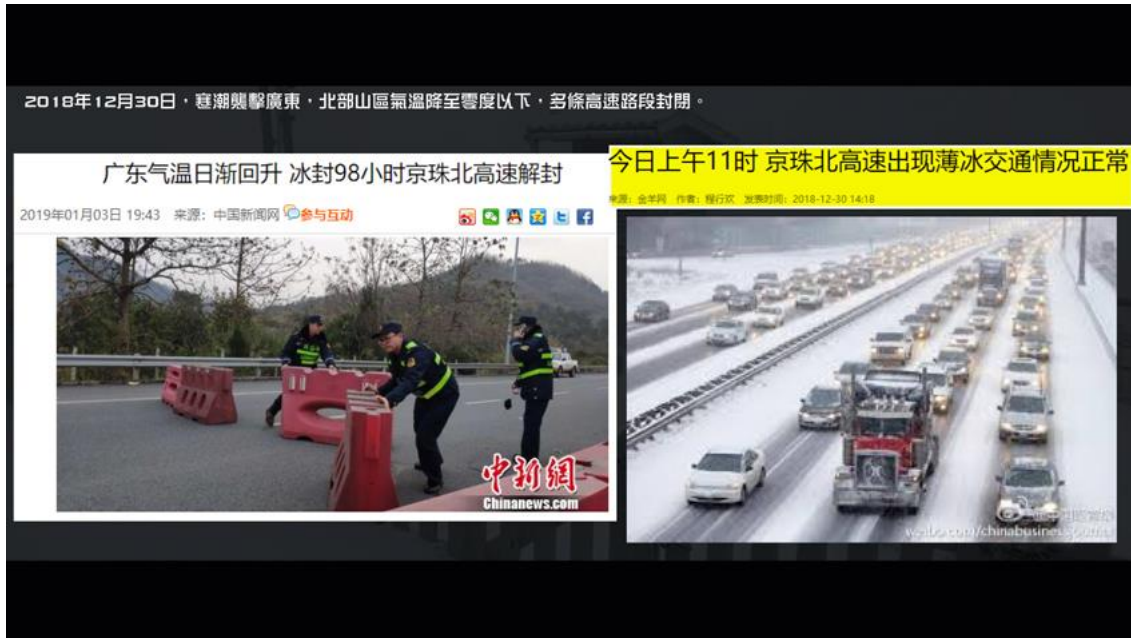 2018年12月30日，寒潮襲擊廣東，北部山區氣溫降至零度以下，多條高速路段封閉。
广东气温日渐回升 冰封98小时京珠北高速解封
2019年01月03日 19:43 来源：中国新闻网 参与互动
中新網
Chinanews.com
今日上午11时 京珠北高速出现薄冰交通情况正常
来源：金羊网 作者：程行欢 发表时间：2018-12-30 14:18